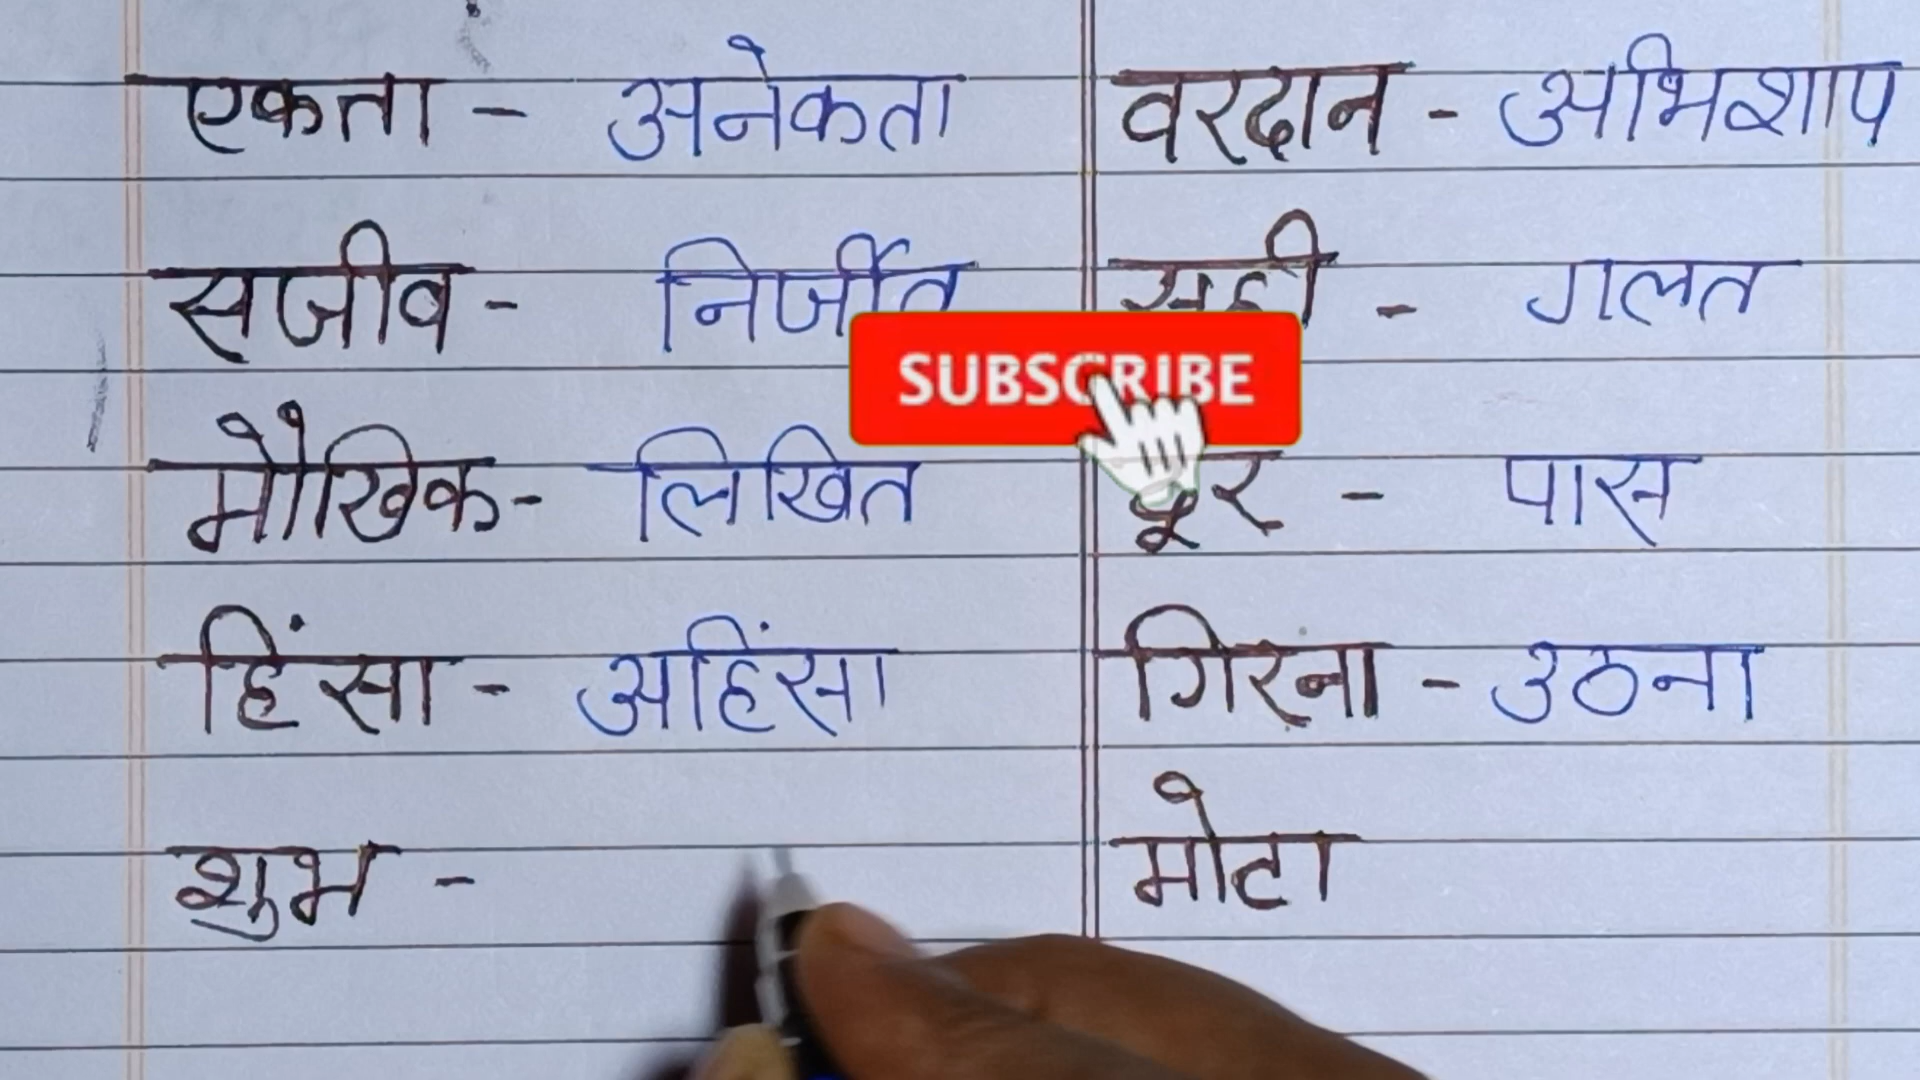 एकता - अनेकता
सजीव -
मौखिक - लिखित
हिंसा - अहिंसा
शुभ -
वरदान - अभिशाप
सही - गलत
SUBSCRIBE
दूर - पास
गिरना - उठना
मोटा